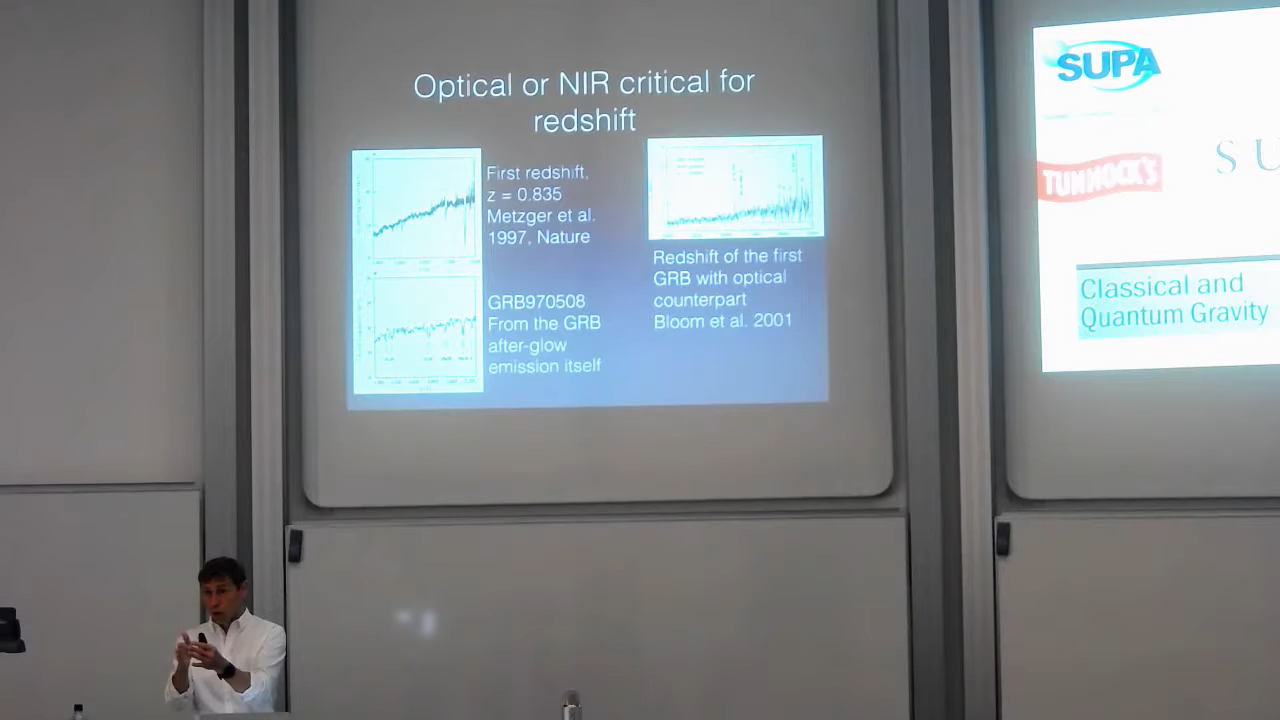 Optical or NIR critical for
redshift
First redshift,
z = 0.835
Metzger et al.
1997, Nature
GRB970508
From the GRB
after-glow
emission itself
Redshift of the first
GRB with optical
counterpart
Bloom et al. 2001
SUPA
TUNNOCK'S
S U
Classical and
Quantum Gravity